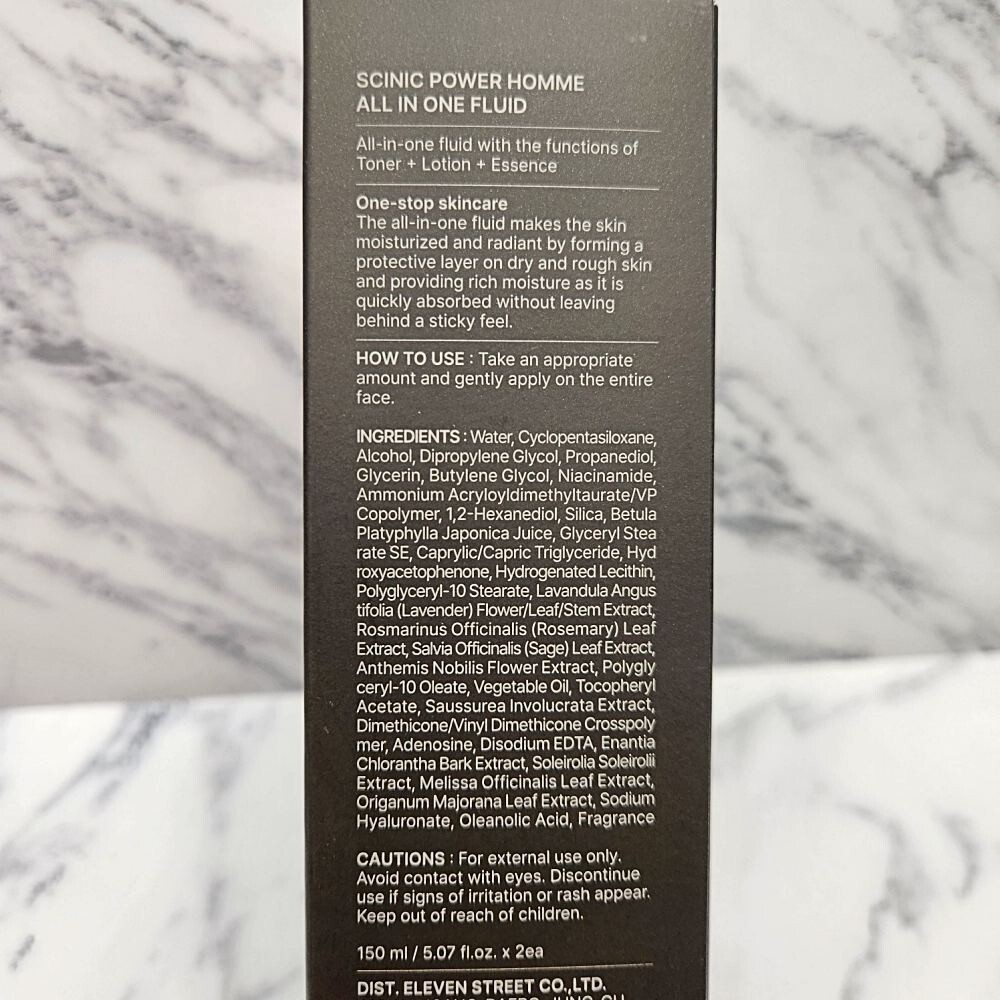 SCINIC POWER HOMME
ALL IN ONE FLUID
All-in-one fluid with the functions of
Toner + Lotion + Essence
One-stop skincare
The all-in-one fluid makes the skin
moisturized and radiant by forming a
protective layer on dry and rough skin
and providing rich moisture as it is
quickly absorbed without leaving
behind a sticky feel.
HOW TO USE : Take an appropriate
amount and gently apply on the entire
face.
INGREDIENTS : Water, Cyclopentasiloxane,
Alcohol, Dipropylene Glycol, Propanediol,
Glycerin, Butylene Glycol, Niacinamide,
Ammonium Acryloyldimethyltaurate/VP
Copolymer, 1,2-Hexanediol, Silica, Betula
Platyphylla Japonica Juice, Glyceryl Stea
rate SE, Caprylic/Capric Triglyceride, Hyd
roxyacetophenone, Hydrogenated Lecithin,
Polyglyceryl-10 Stearate, Lavandula Angus
tifolia (Lavender) Flower/Leaf/Stem Extract,
Rosmarinus Officinalis (Rosemary) Leaf
Extract, Salvia Officinalis (Sage) Leaf Extract,
Anthemis Nobilis Flower Extract, Polygly
ceryl-10 Oleate, Vegetable Oil, Tocopheryl
Acetate, Saussurea Involucrata Extract,
Dimethicone/Vinyl Dimethicone Crosspoly
mer, Adenosine, Disodium EDTA, Enantia
Chlorantha Bark Extract, Soleirolia Soleirolii
Extract, Melissa Officinalis Leaf Extract,
Origanum Majorana Leaf Extract, Sodium
Hyaluronate, Oleanolic Acid, Fragrance
CAUTIONS : For external use only.
Avoid contact with eyes. Discontinue
use if signs of irritation or rash appear.
Keep out of reach of children.
150 ml / 5.07 fl.oz. x 2ea
DIST. ELEVEN STREET CO.,LTD.